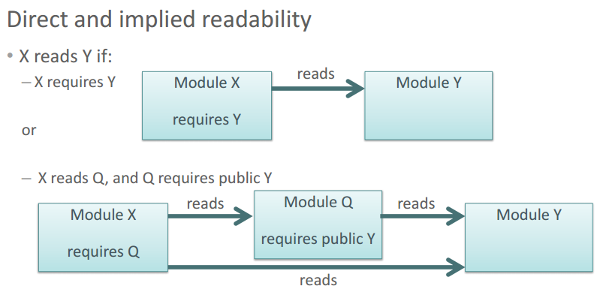 Direct and implied readability
• X reads Y if:
– X requires Y
Module X
requires Y
reads
Module Y
or
– X reads Q, and Q requires public Y
Module X
requires Q
reads
Module Q
requires public Y
reads
Module Y
reads